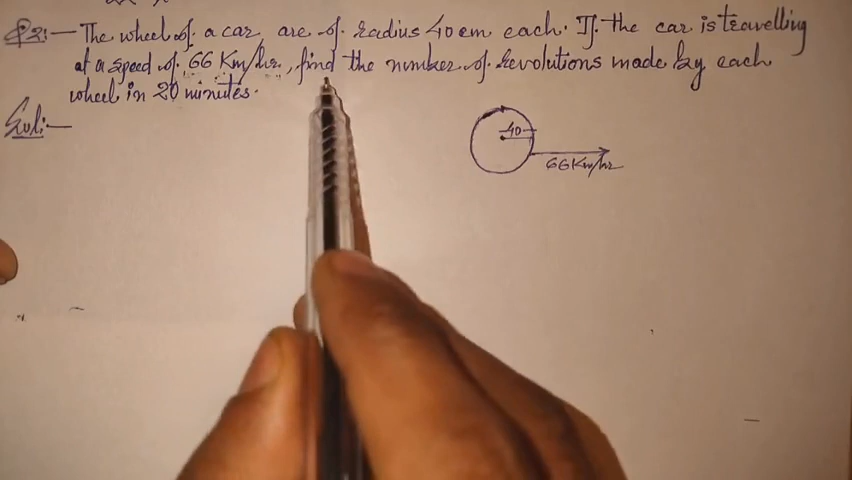 Q2:- The wheel of a car, are of radius 40 cm each. If the car is travelling
at a speed of 66 Km/hr, find the number of revolutions made by each
wheel in 20 minutes.
Sol:-
40
66 Km/hr